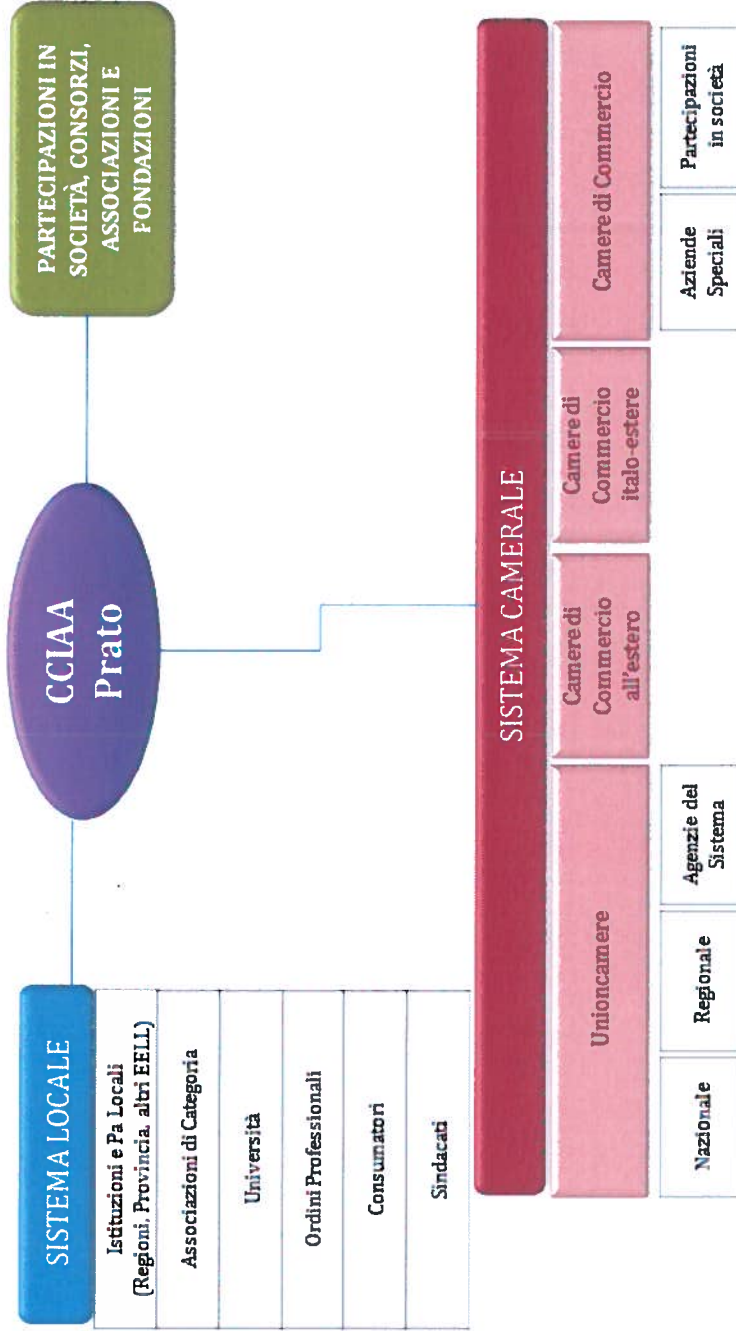 CCIAA
Prato
SISTEMA LOCALE
Istituzioni e Pa Locali
(Regioni, Provincia, altri EELL)
Associazioni di Categoria
Università
Ordini Professionali
Consumatori
Sindacati
PARTECIPAZIONI IN
SOCIETÀ, CONSORZI,
ASSOCIAZIONI E
FONDAZIONI
SISTEMA CAMERALE
Unioncamere
Camere di
Commercio
all'estero
Camere di
Commercio
italo-estere
Camere di Commercio
Nazionale
Regionale
Agenzie del
Sistema
Aziende
Speciali
Partecipazioni
in società